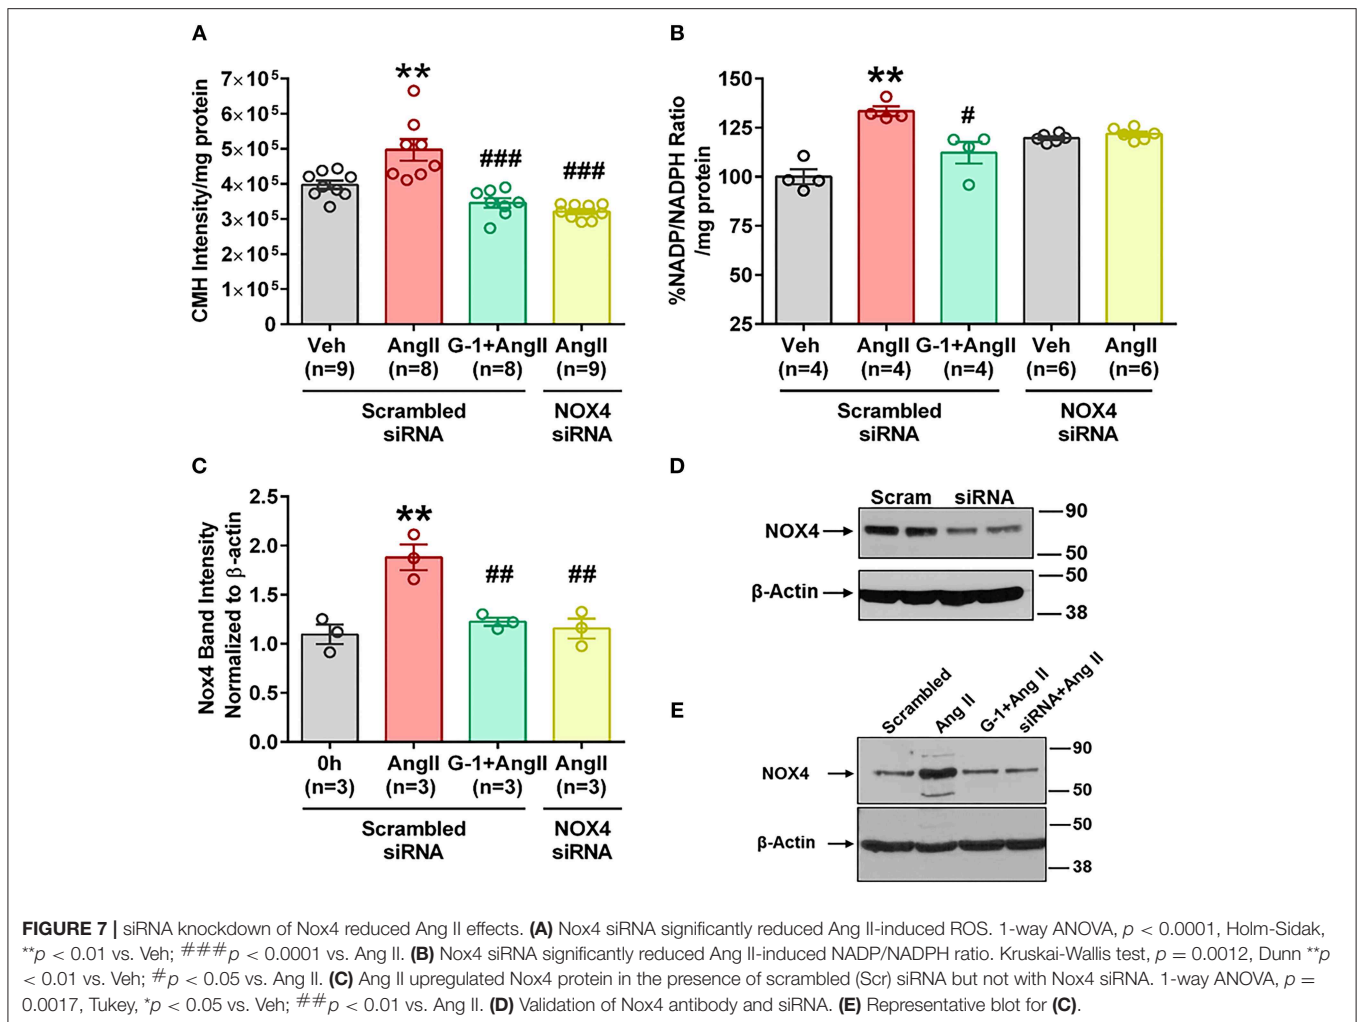 A
CMH Intensity/mg protein
7×10⁵
6×10⁵
5×10⁵
4×10⁵
3×10⁵
2×10⁵
1×10⁵
0
**
###
###
Veh AngII G-1+AngII AngII
(n=9) (n=8) (n=8) (n=9)
Scrambled NOX4
siRNA siRNA
B
%NADP/NADPH Ratio
/mg protein
150
125
100
75
50
25
**
#
Veh AngII G-1+AngII Veh AngII
(n=4) (n=4) (n=4) (n=6) (n=6)
Scrambled NOX4
siRNA siRNA
C
Nox4 Band Intensity
Normalized to β-actin
2.5
2.0
1.5
1.0
0.5
0.0
**
##
##
0h AngII G-1+AngII AngII
(n=3) (n=3) (n=3) (n=3)
Scrambled NOX4
siRNA siRNA
D
Scram siRNA
NOX4
90
50
β-Actin
50
38
E
Scrambled
Ang II
G-1+Ang II
siRNA+Ang II
NOX4
90
50
β-Actin
50
38
FIGURE 7 | siRNA knockdown of Nox4 reduced Ang II effects. (A) Nox4 siRNA significantly reduced Ang II-induced ROS. 1-way ANOVA, p < 0.0001, Holm-Sidak,
**p < 0.01 vs. Veh; ###p < 0.0001 vs. Ang II. (B) Nox4 siRNA significantly reduced Ang II-induced NADP/NADPH ratio. Kruskai-Wallis test, p = 0.0012, Dunn **p
< 0.01 vs. Veh; #p < 0.05 vs. Ang II. (C) Ang II upregulated Nox4 protein in the presence of scrambled (Scr) siRNA but not with Nox4 siRNA. 1-way ANOVA, p =
0.0017, Tukey, *p < 0.05 vs. Veh; ##p < 0.01 vs. Ang II. (D) Validation of Nox4 antibody and siRNA. (E) Representative blot for (C).